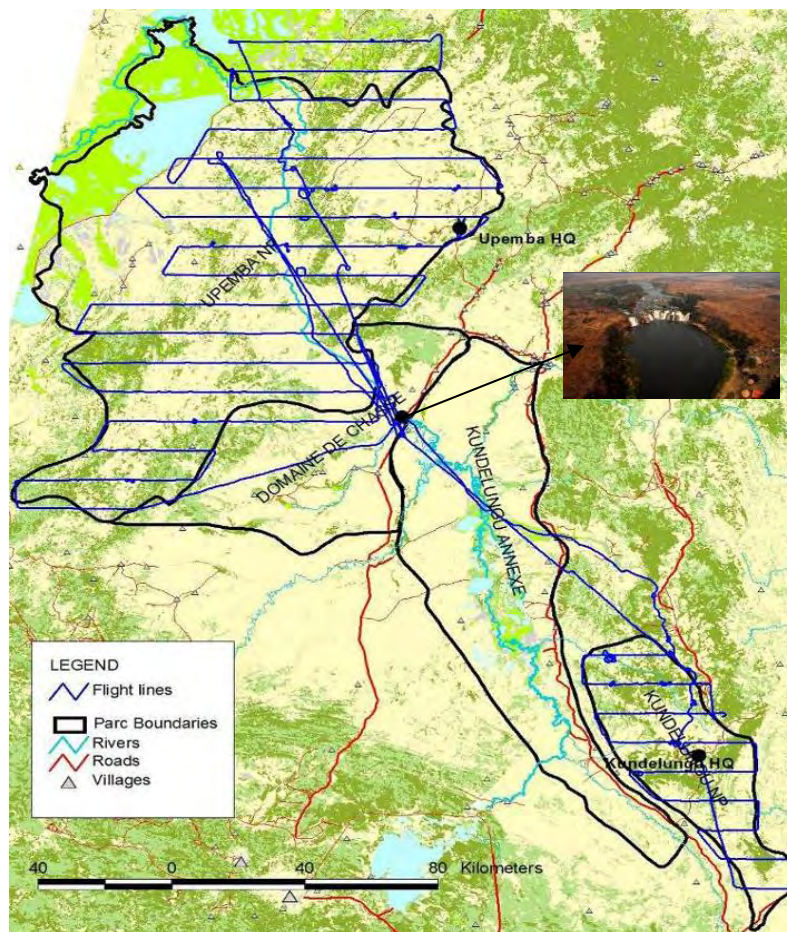 Upemba HQ
UPEMBA NP
DOMAINE DE CHASSE
KUNDELUNGU ANNEXE
KUNDELUNGU NP
Kundelungu HQ
LEGEND
Flight lines
Parc Boundaries
Rivers
Roads
Villages
40 0 40 80 Kilometers